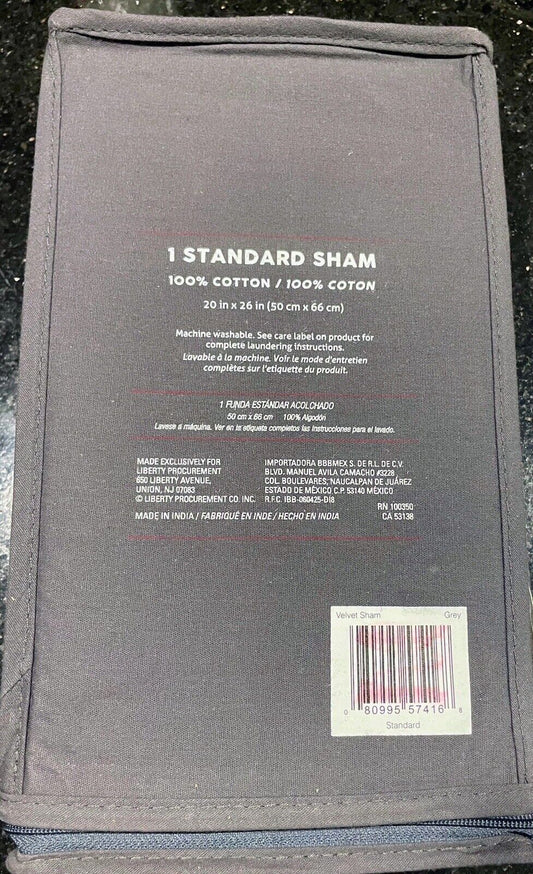 1 STANDARD SHAM
100% COTTON / 100% COTON
20 in x 26 in (50 cm x 66 cm)
Machine washable. See care label on product for
complete laundering instructions.
Lavable à la machine. Voir le mode d'entretien
complètes sur l'etiquette du produit.
1 FUNDA ESTÁNDAR ACOLCHADO
50 cm x 66 cm 100% Algodón
Lavese a máquina. Ver en la etiqueta completos las instrucciones para el lavado.
MADE EXCLUSIVELY FOR
LIBERTY PROCUREMENT
650 LIBERTY AVENUE,
UNION, NJ 07083
© LIBERTY PROCUREMENT CO. INC.
IMPORTADORA BBBMEX S. DE R.L. DE C.V.
BLVD. MANUEL AVILA CAMACHO #3228
COL. BOULEVARES, NAUCALPAN DE JUÁREZ
ESTADO DE MÉXICO C.P. 53140 MÉXICO
R.F.C. IBB-060425-DI8
RN 100350
MADE IN INDIA / FABRIQUÉ EN INDE / HECHO EN INDIA
CA 53138
Velvet Sham Grey
0 80995 57416 8
Standard